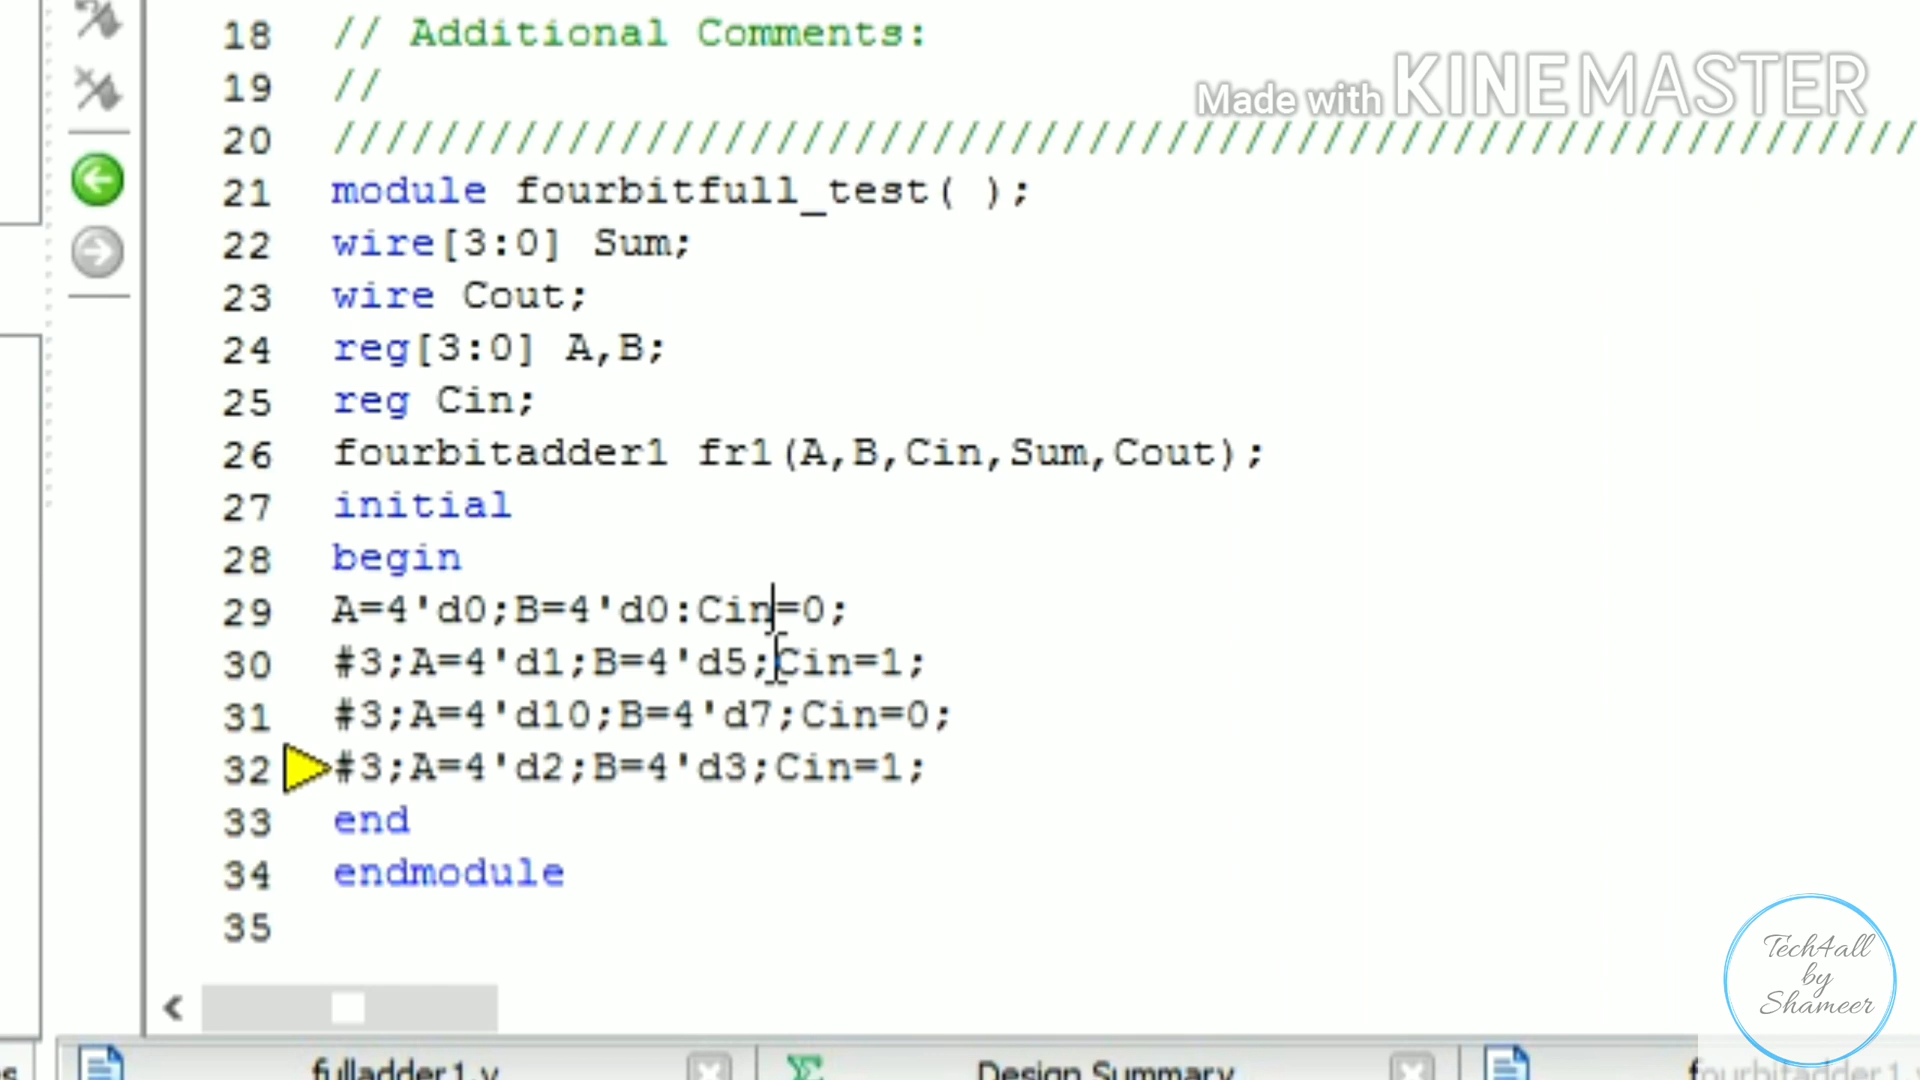 18 // Additional Comments:
Made with KINEMASTER
19 //
20 /////////////////////////////////////////////////////////////
21 module fourbitfull_test( );
22 wire[3:0] Sum;
23 wire Cout;
24 reg[3:0] A,B;
25 reg Cin;
26 fourbitadder1 fr1(A,B,Cin,Sum,Cout);
27 initial
28 begin
29 A=4'd0;B=4'd0:Cin=0;
30 #3;A=4'd1;B=4'd5;Cin=1;
31 #3;A=4'd10;B=4'd7;Cin=0;
32 #3;A=4'd2;B=4'd3;Cin=1;
33 end
34 endmodule
35
Tech4all
by
Shameer
fulladder1.v
Design Summary
fourbitadder1.v